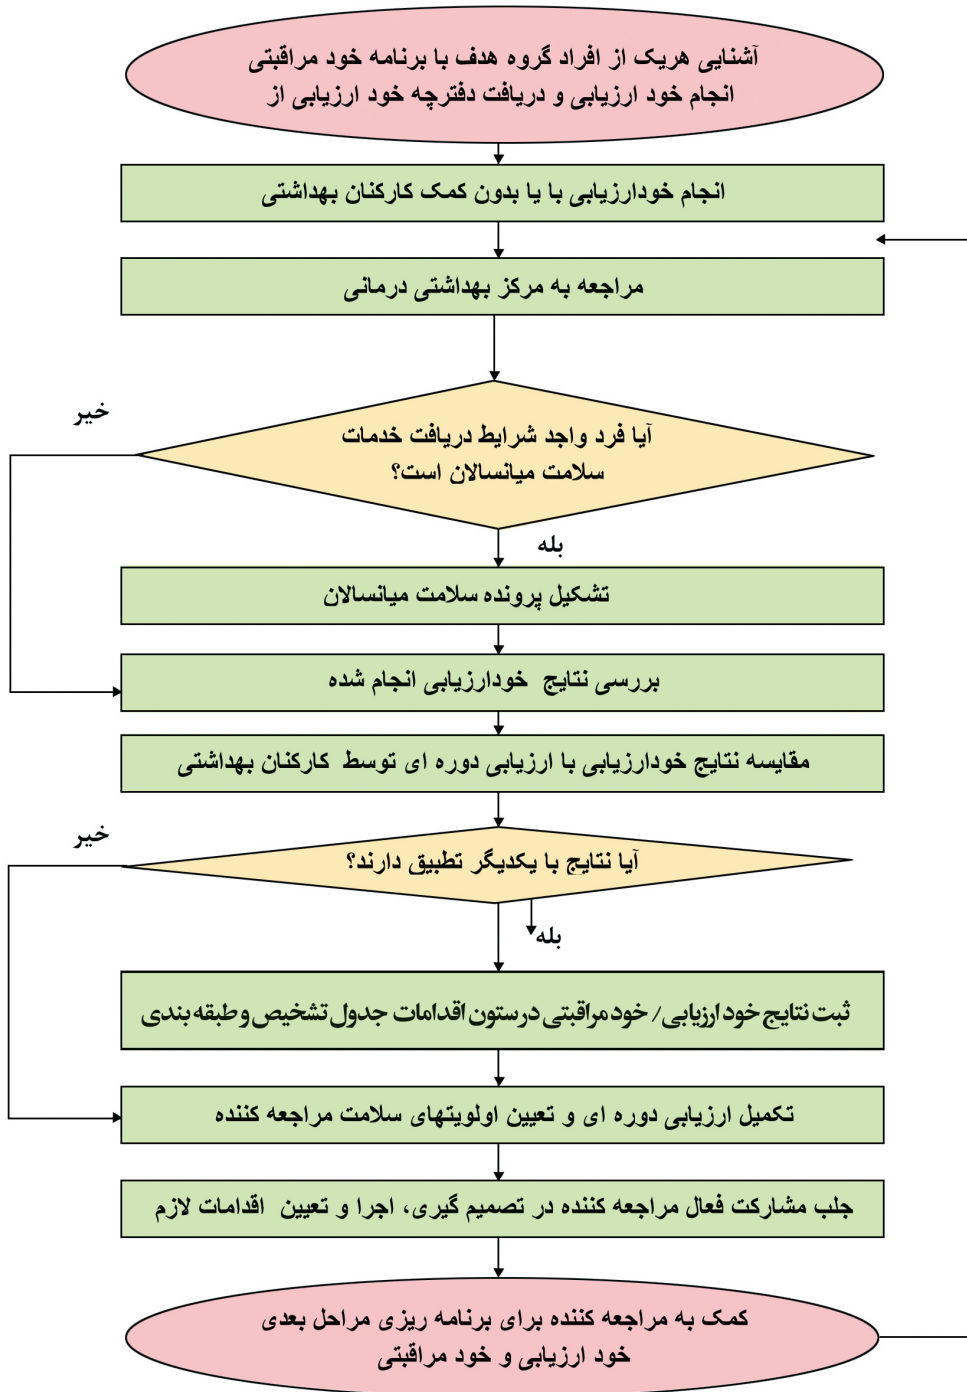 آشنایی هریک از افراد گروه هدف با برنامه خود مراقبتی
انجام خود ارزیابی و دریافت دفترچه خود ارزیابی از
انجام خودارزیابی با یا بدون کمک کارکنان بهداشتی
مراجعه به مرکز بهداشتی درمانی
آیا فرد واجد شرایط دریافت خدمات
سلامت میانسالان است؟
خیر
بله
تشکیل پرونده سلامت میانسالان
بررسی نتایج خودارزیابی انجام شده
مقایسه نتایج خودارزیابی با ارزیابی دوره ای توسط کارکنان بهداشتی
خیر
آیا نتایج با یکدیگر تطبیق دارند؟
بله
ثبت نتایج خود ارزیابی/ خود مراقبتی درستون اقدامات جدول تشخیص و طبقه بندی
تکمیل ارزیابی دوره ای و تعیین اولویتهای سلامت مراجعه کننده
جلب مشارکت فعال مراجعه کننده در تصمیم گیری، اجرا و تعیین اقدامات لازم
کمک به مراجعه کننده برای برنامه ریزی مراحل بعدی
خود ارزیابی و خود مراقبتی